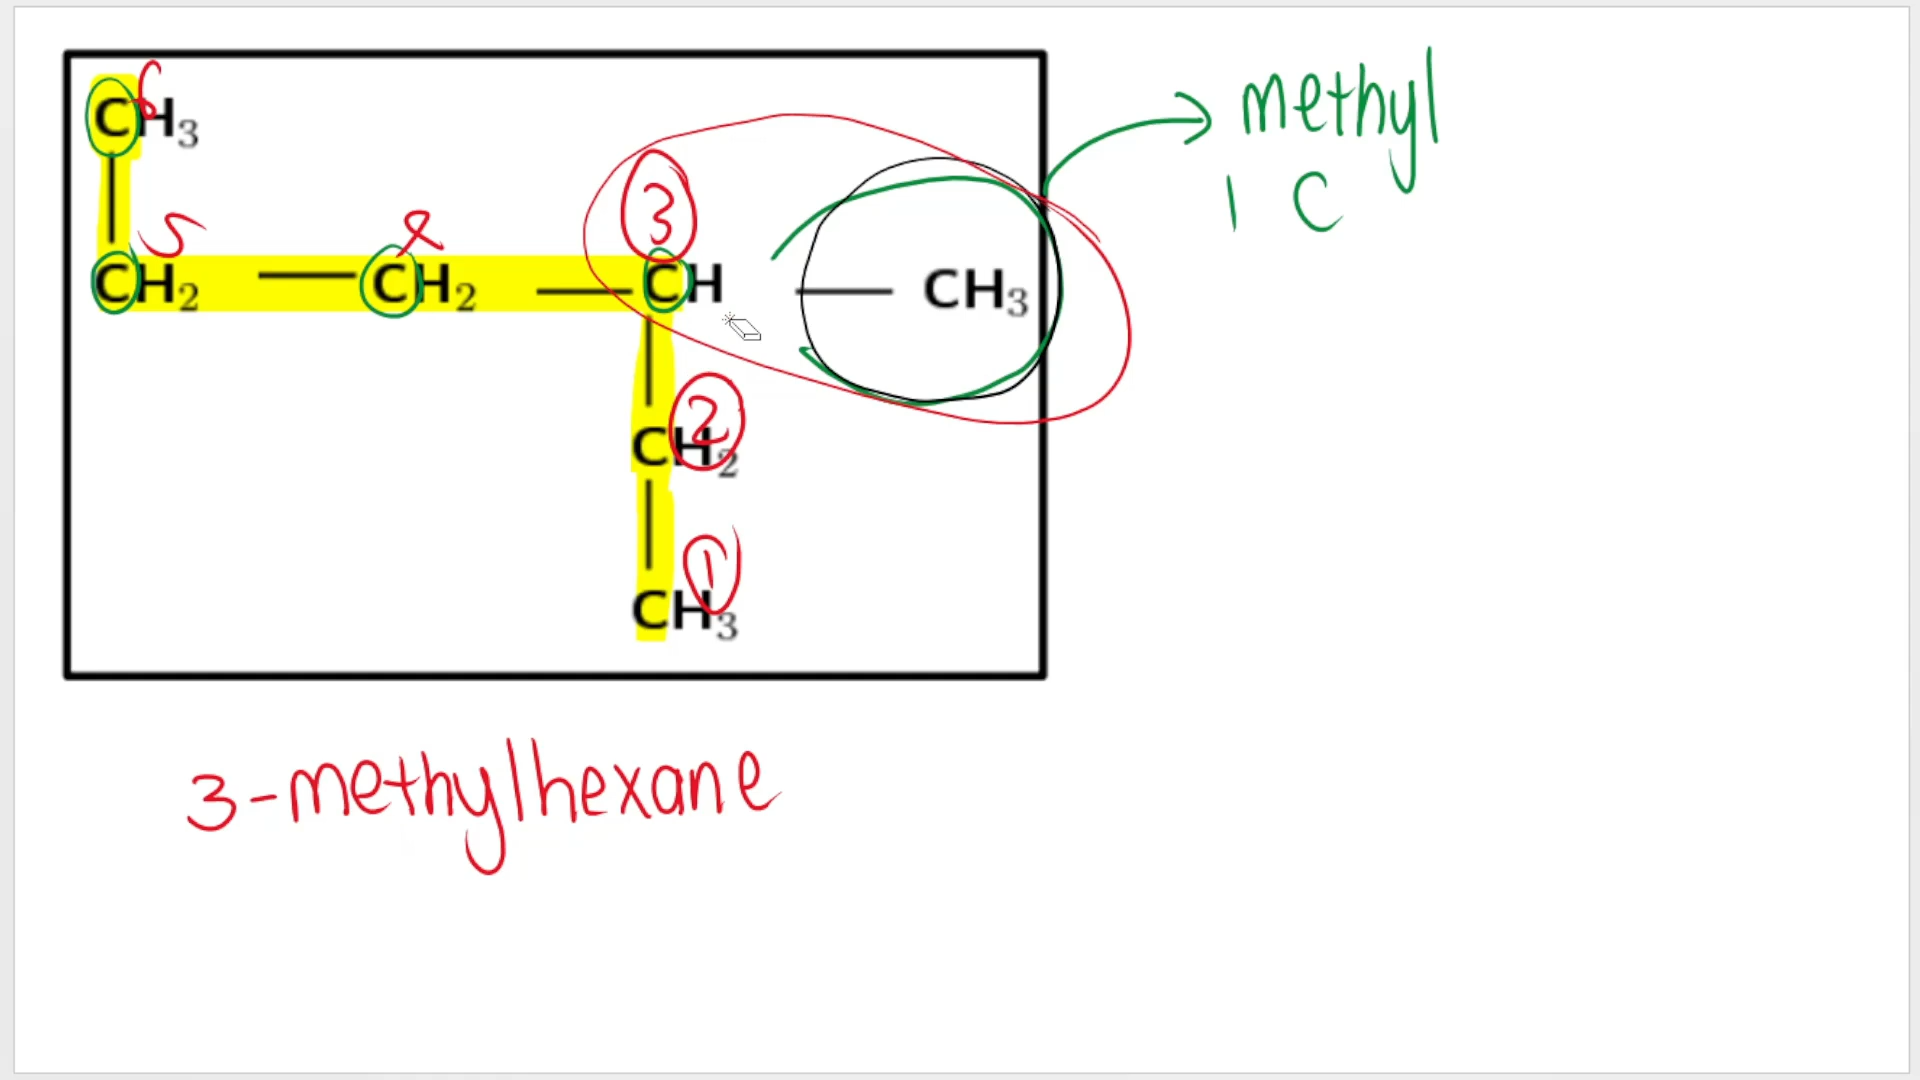 6
CH₃
methyl
1 C
5 4 3
CH₂ — CH₂ — CH — CH₃
2
CH₂
1
CH₃
3-methylhexane